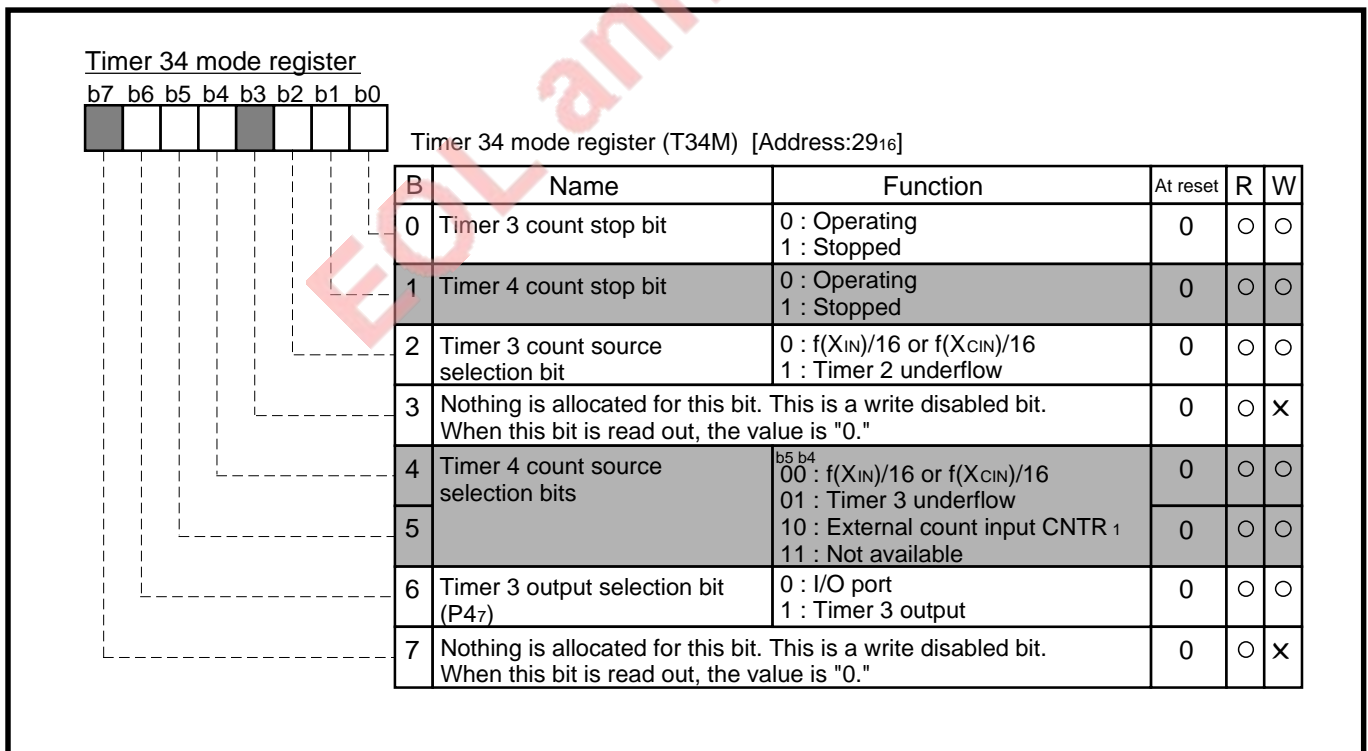 Timer 34 mode register
b7 b6 b5 b4 b3 b2 b1 b0
Timer 34 mode register (T34M) [Address:2916]
B Name Function At reset R W
0 Timer 3 count stop bit 0 : Operating 0 ○ ○
1 : Stopped
1 Timer 4 count stop bit 0 : Operating 0 ○ ○
1 : Stopped
2 Timer 3 count source 0 : f(XIN)/16 or f(XCIN)/16 0 ○ ○
selection bit 1 : Timer 2 underflow
3 Nothing is allocated for this bit. This is a write disabled bit. 0 ○ ×
When this bit is read out, the value is "0."
4 Timer 4 count source b5 b4 0 ○ ○
selection bits 00 : f(XIN)/16 or f(XCIN)/16
01 : Timer 3 underflow
5 10 : External count input CNTR 1 0 ○ ○
11 : Not available
6 Timer 3 output selection bit 0 : I/O port 0 ○ ○
(P47) 1 : Timer 3 output
7 Nothing is allocated for this bit. This is a write disabled bit. 0 ○ ×
When this bit is read out, the value is "0."
EOL